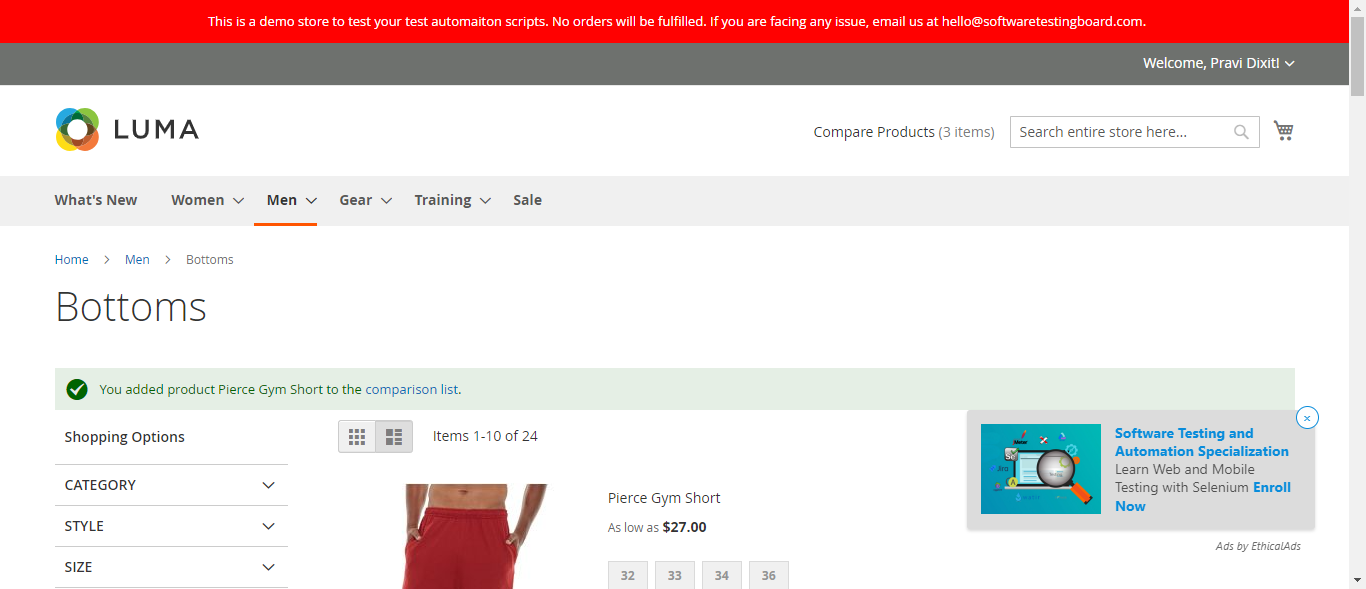 This is a demo store to test your test automaiton scripts. No orders will be fulfilled. If you are facing any issue, email us at hello@softwaretestingboard.com.
Welcome, Pravi Dixit!
LUMA
Compare Products (3 items)
Search entire store here...
What's New
Women
Men
Gear
Training
Sale
Home
Men
Bottoms
Bottoms
You added product Pierce Gym Short to the comparison list.
Shopping Options
Items 1-10 of 24
CATEGORY
STYLE
SIZE
Pierce Gym Short
As low as $27.00
32
33
34
36
Software Testing and
Automation Specialization
Learn Web and Mobile
Testing with Selenium Enroll
Now
Ads by EthicalAds